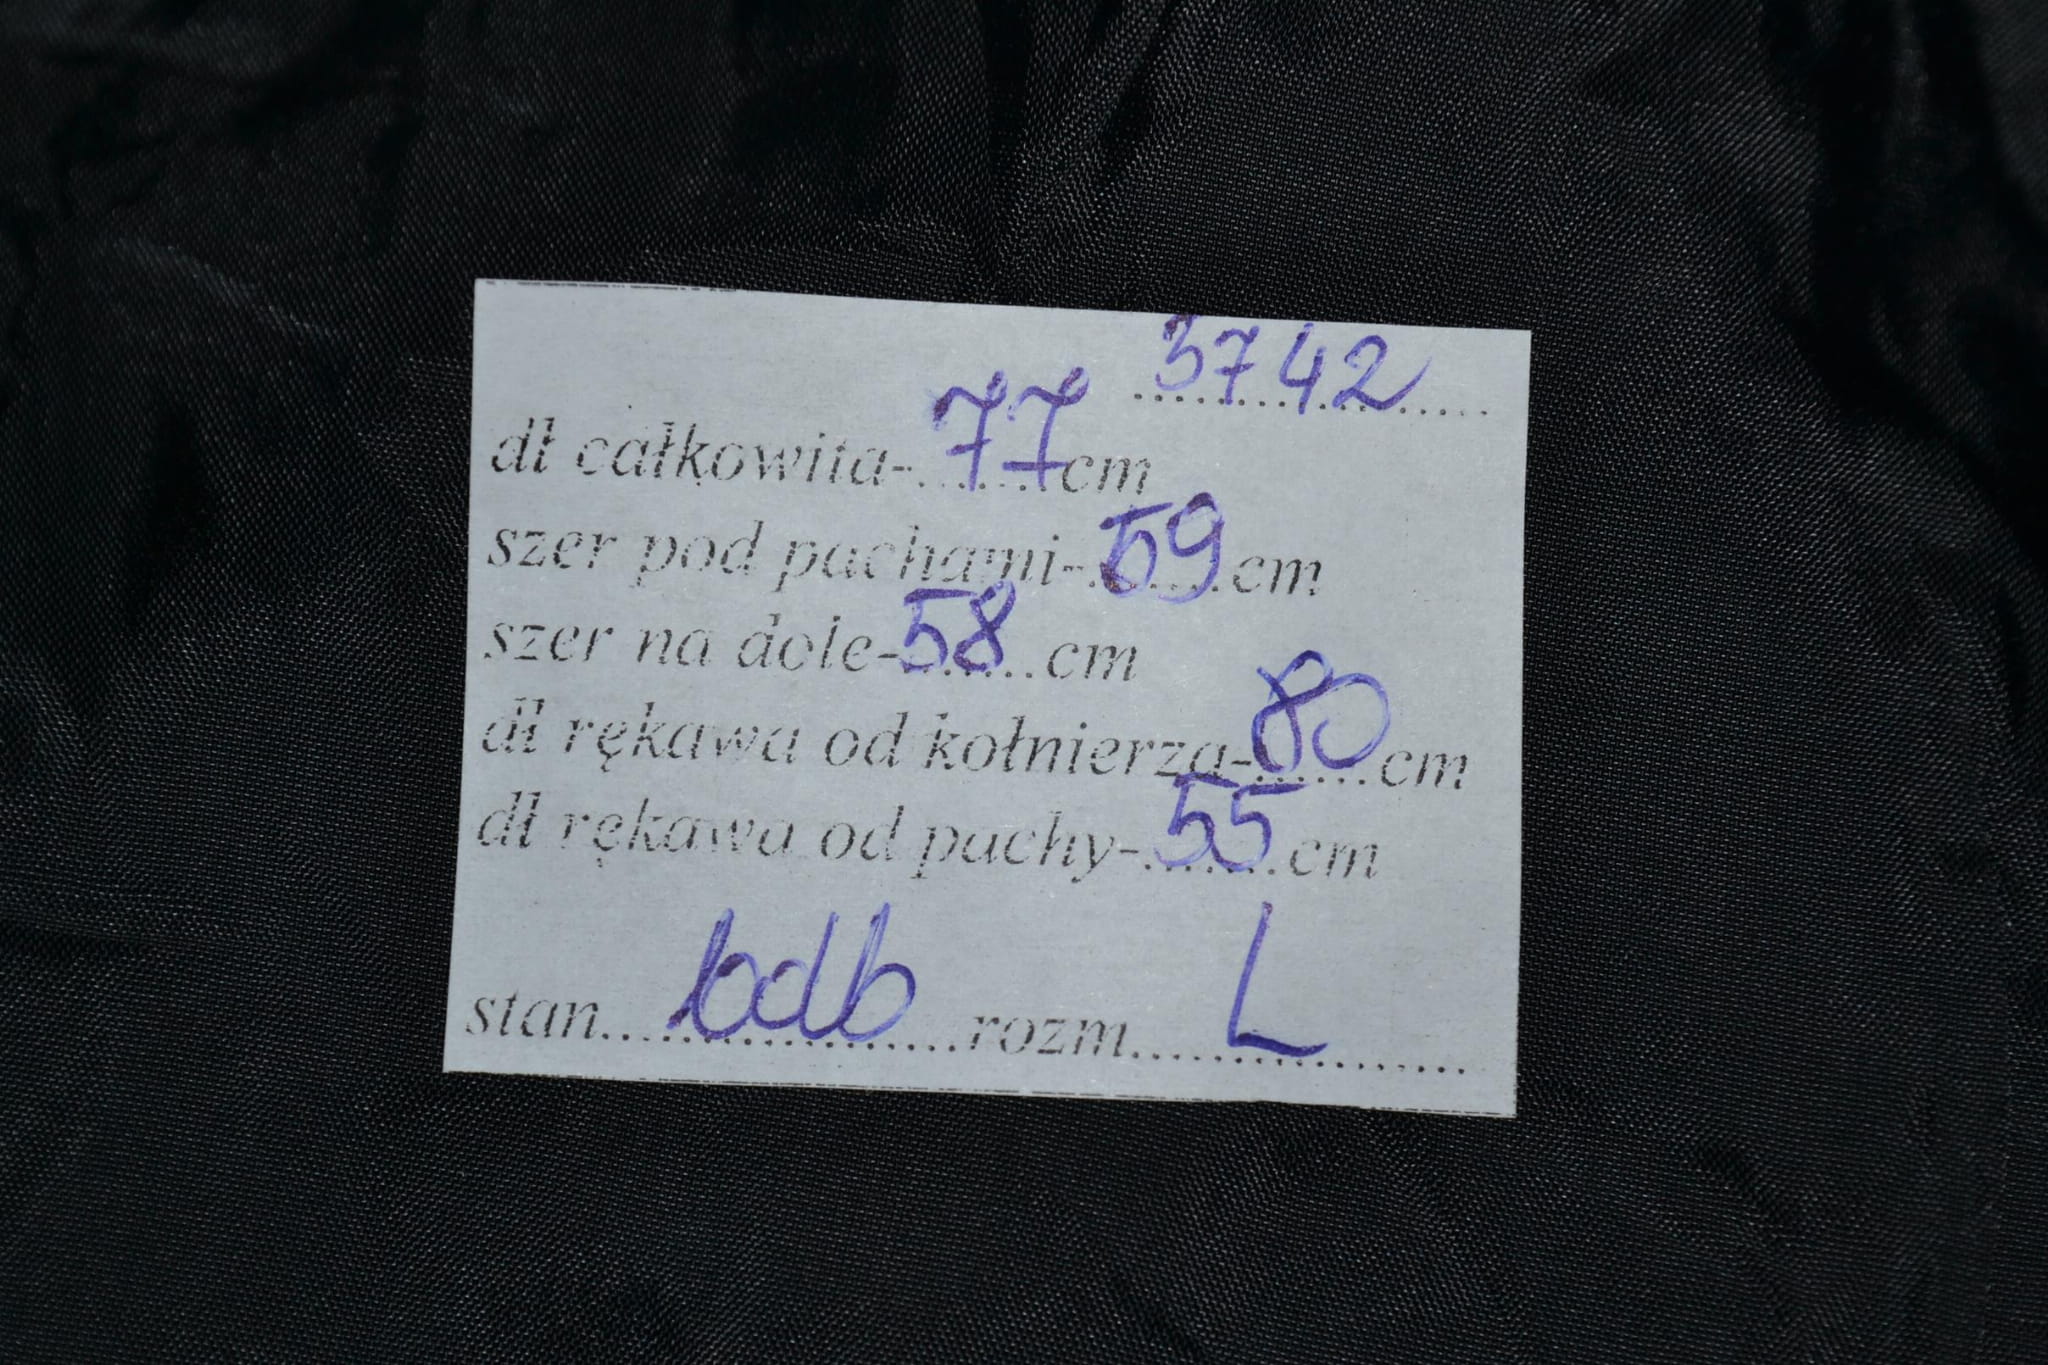 3742
dł całkowita-77cm
szer pod pachami-59cm
szer na dole-58cm
dł rękawa od kołnierza-80cm
dł rękawa od pachy-55cm
stan bdb rozm L